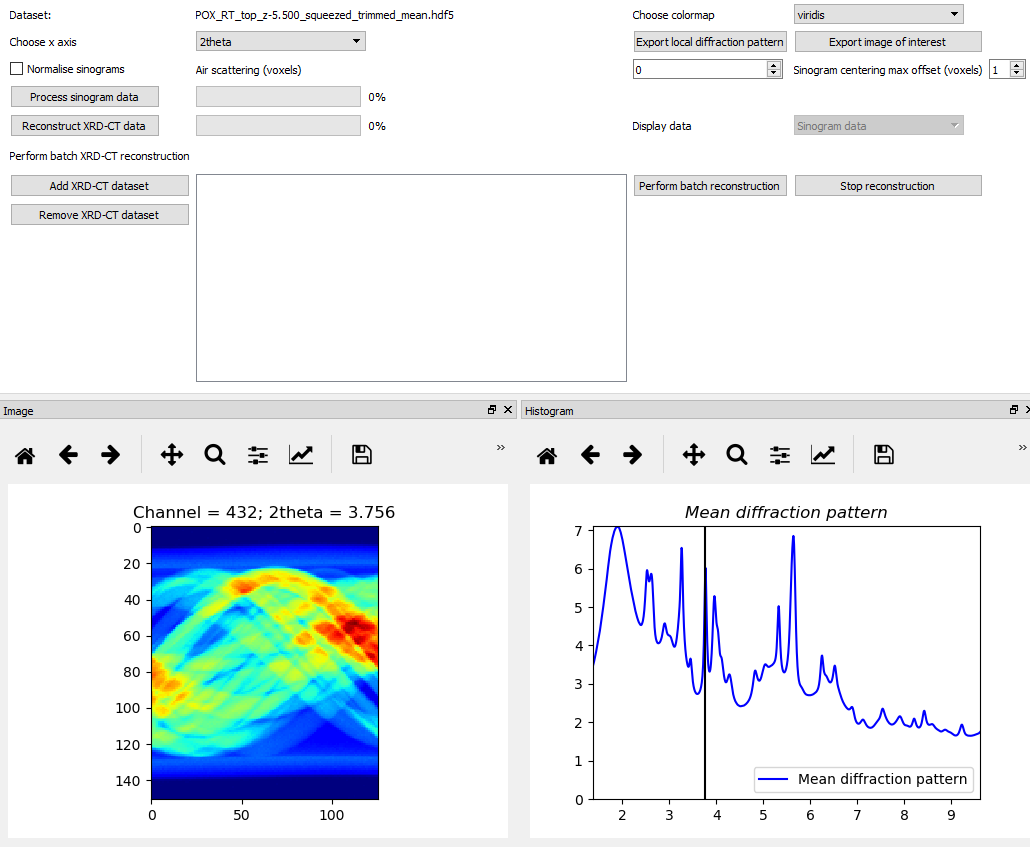 Dataset: POX_RT_top_z-5.500_squeezed_trimmed_mean.hdf5 Choose colormap viridis
Choose x axis 2theta Export local diffraction pattern Export image of interest
Normalise sinograms Air scattering (voxels) 0 Sinogram centering max offset (voxels) 1
Process sinogram data 0%
Reconstruct XRD-CT data 0% Display data Sinogram data
Perform batch XRD-CT reconstruction
Add XRD-CT dataset Perform batch reconstruction Stop reconstruction
Remove XRD-CT dataset
Image
Channel = 432; 2theta = 3.756
0
20
40
60
80
100
120
140
0 50 100
Histogram
Mean diffraction pattern
7
6
5
4
3
2
1
0
2 3 4 5 6 7 8 9
Mean diffraction pattern